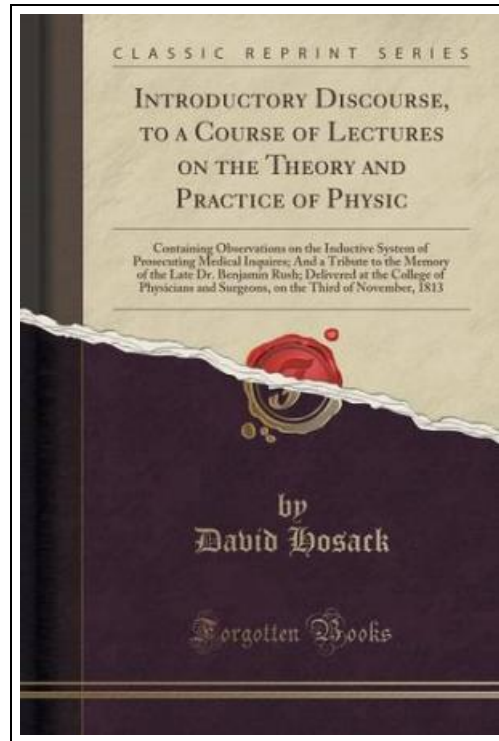 CLASSIC REPRINT SERIES
INTRODUCTORY DISCOURSE,
TO A COURSE OF LECTURES
ON THE THEORY AND
PRACTICE OF PHYSIC
Containing Observations on the Inductive System of
Prosecuting Medical Inquires; And a Tribute to the Memory
of the Late Dr. Benjamin Rush; Delivered at the College of
Physicians and Surgeons, on the Third of November, 1813
by
David Hosack
Forgotten Books